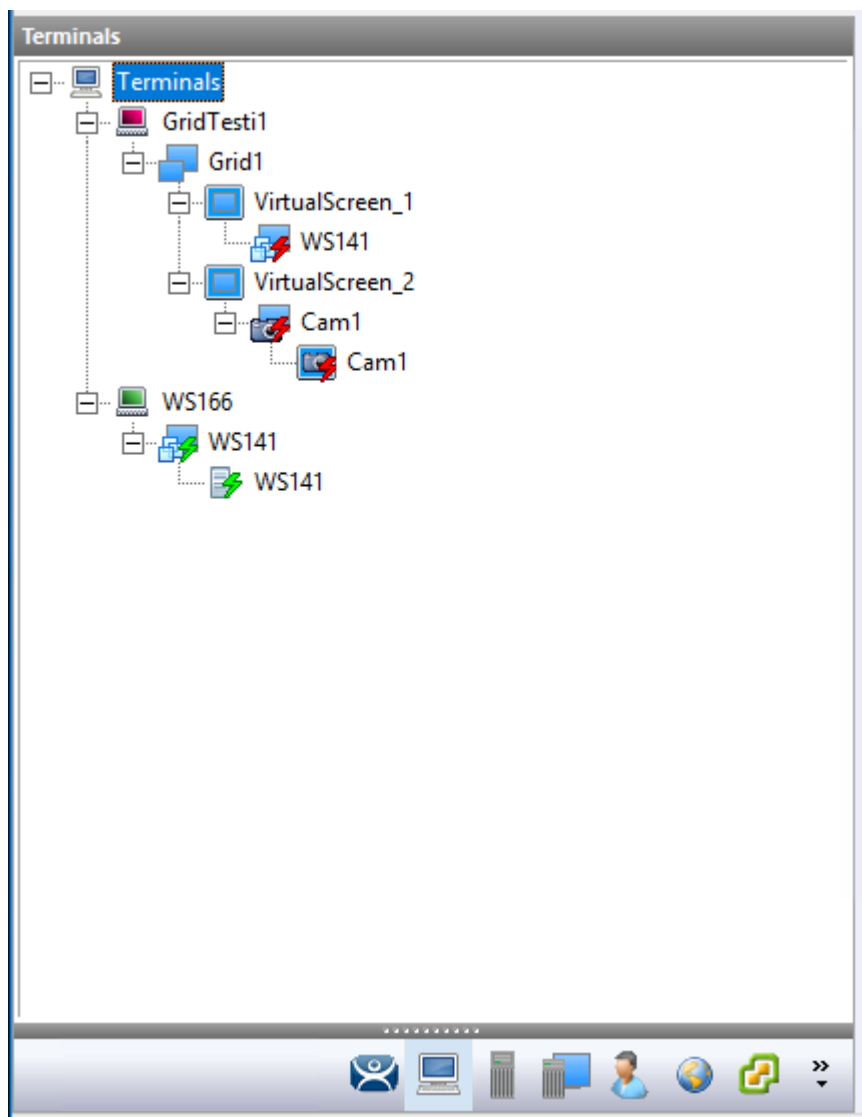 Terminals
Terminals
GridTesti1
Grid1
VirtualScreen_1
WS141
VirtualScreen_2
Cam1
Cam1
WS166
WS141
WS141